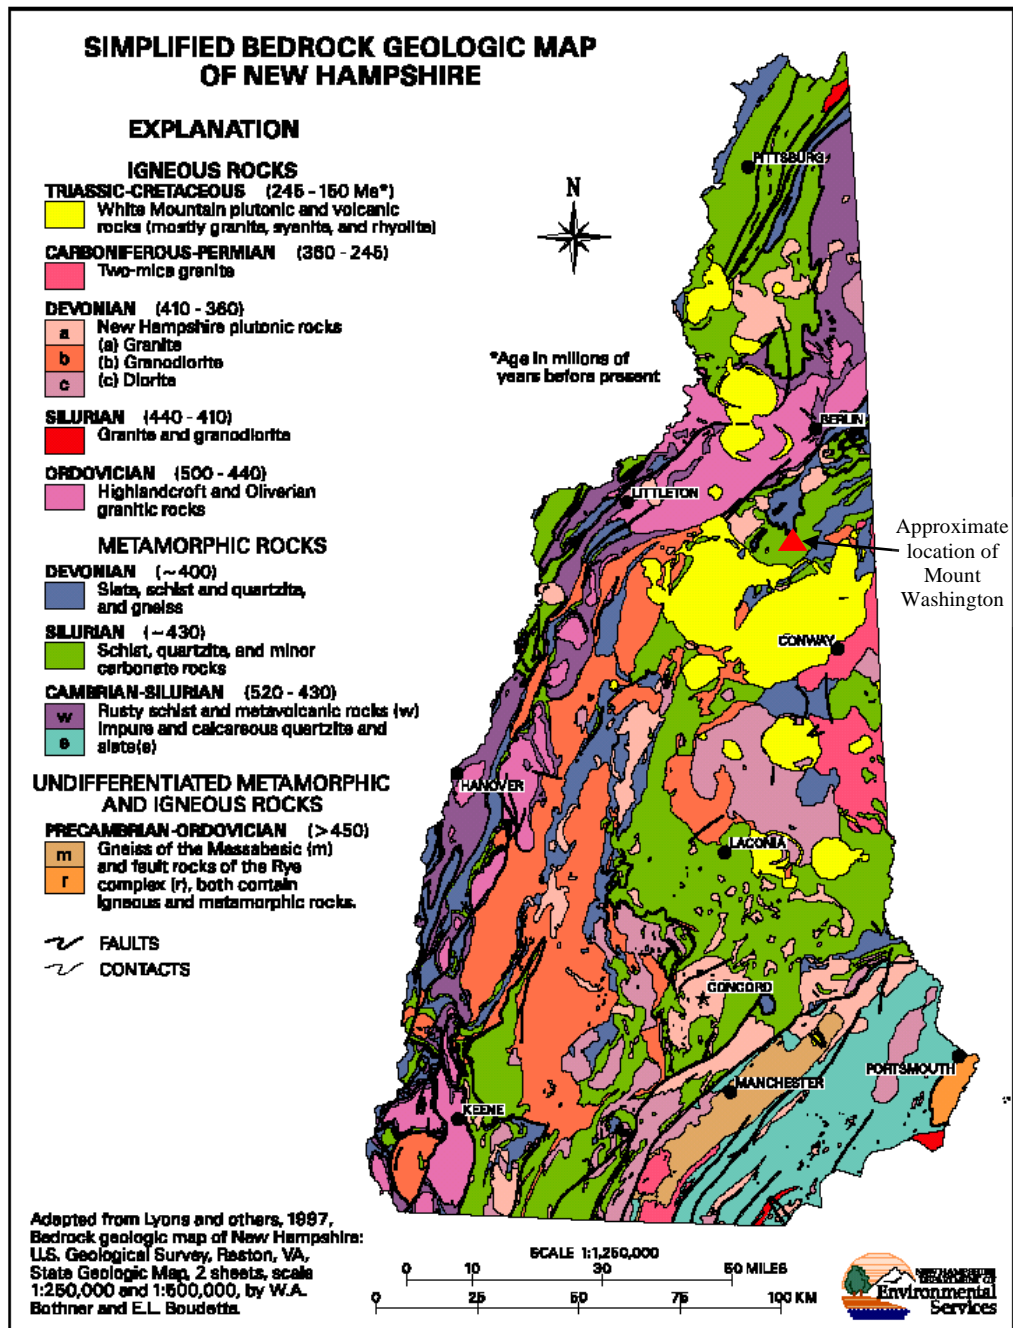 SIMPLIFIED BEDROCK GEOLOGIC MAP
OF NEW HAMPSHIRE
EXPLANATION
IGNEOUS ROCKS
TRIASSIC-CRETACEOUS (245 - 150 Ma*)
White Mountain plutonic and volcanic
rocks (mostly granite, syenite, and rhyolite)
CARBONIFEROUS-PERMIAN (360 - 245)
Two-mica granite
DEVONIAN (410 - 360)
New Hampshire plutonic rocks
a (a) Granite
b (b) Granodiorite
c (c) Diorite
SILURIAN (440 - 410)
Granite and granodiorite
ORDOVICIAN (500 - 440)
Highlandcroft and Oliverian
granitic rocks
METAMORPHIC ROCKS
DEVONIAN (~400)
Slate, schist and quartzite,
and gneiss
SILURIAN (~430)
Schist, quartzite, and minor
carbonate rocks
CAMBRIAN-SILURIAN (520 - 430)
w Rusty schist and metavolcanic rocks (w)
e Impure and calcareous quartzite and
slate(e)
UNDIFFERENTIATED METAMORPHIC
AND IGNEOUS ROCKS
PRECAMBRIAN-ORDOVICIAN (>450)
m Gneiss of the Massabesic (m)
and fault rocks of the Rye
r complex (r), both contain
igneous and metamorphic rocks.
FAULTS
CONTACTS
N
*Age in millions of
years before present
PITTSBURG
BERLIN
LITTLETON
Approximate
location of
Mount
Washington
CONWAY
HANOVER
LACONIA
CONCORD
PORTSMOUTH
MANCHESTER
KEENE
Adapted from Lyons and others, 1997,
Bedrock geologic map of New Hampshire:
U.S. Geological Survey, Reston, VA,
State Geologic Map, 2 sheets, scale
1:250,000 and 1:500,000, by W.A.
Bothner and E.L. Boudette.
SCALE 1:1,250,000
0 10 30 50 MILES
0 25 50 75 100 KM
NEW HAMPSHIRE
DEPARTMENT OF
Environmental
Services